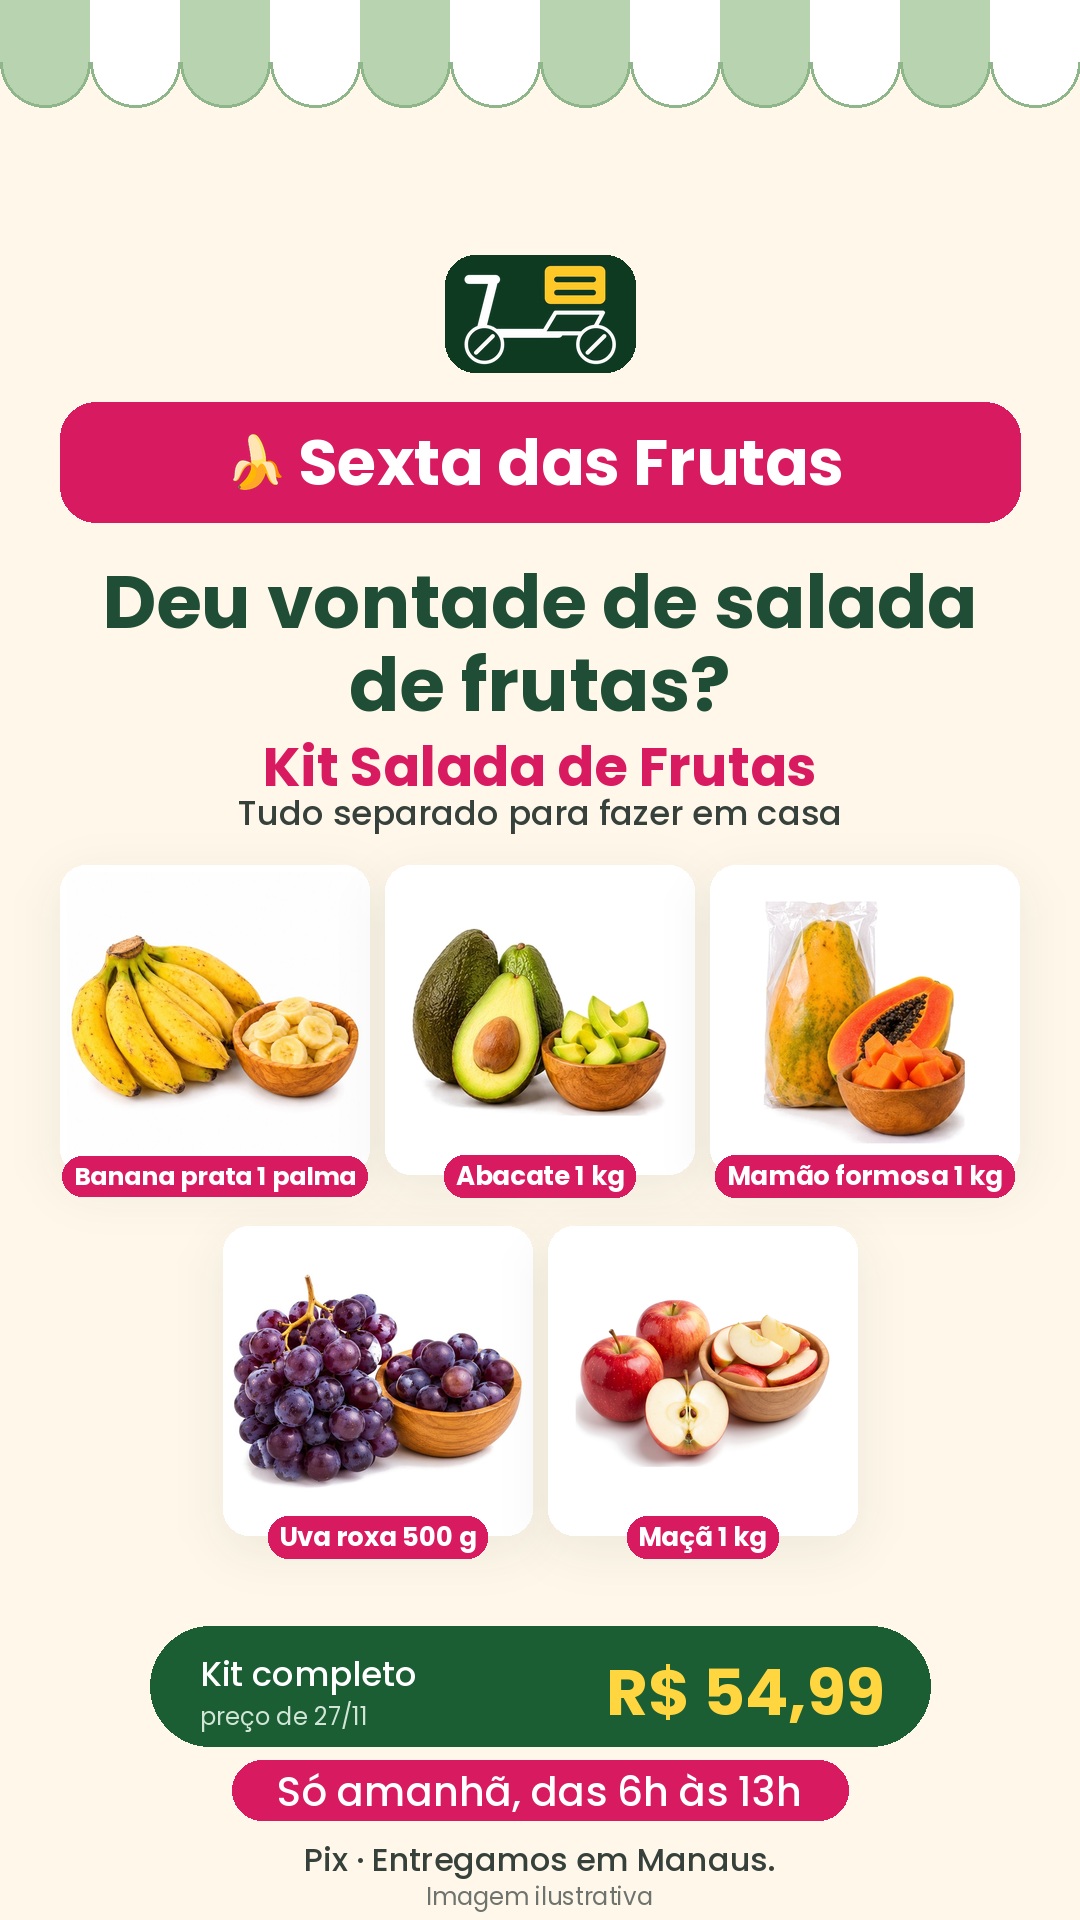 Sexta das Frutas
Deu vontade de salada
de frutas?
Kit Salada de Frutas
Tudo separado para fazer em casa
Banana prata 1 palma
Abacate 1 kg
Mamão formosa 1 kg
Uva roxa 500 g
Maçã 1 kg
Kit completo
preço de 27/11
R$ 54,99
Só amanhã, das 6h às 13h
Pix · Entregamos em Manaus.
Imagem ilustrativa